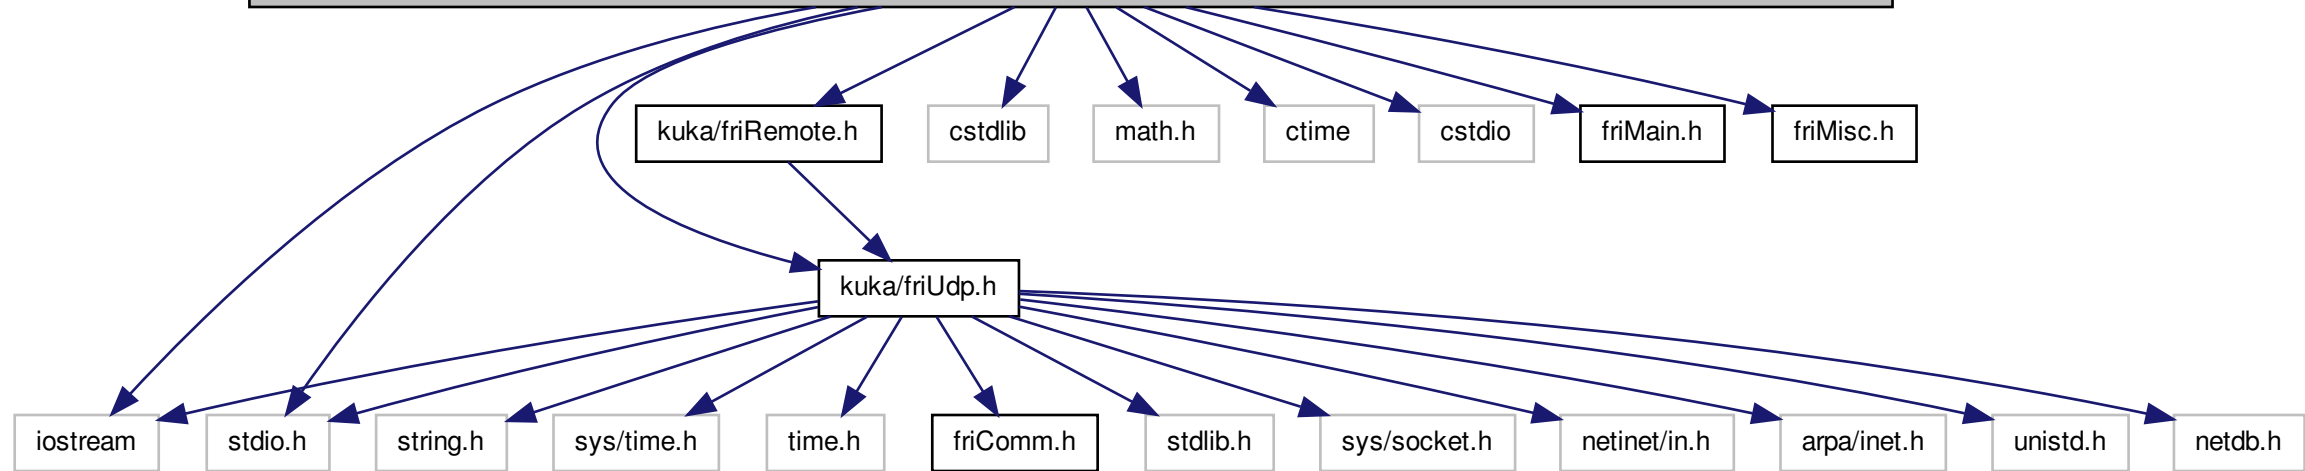 kuka/friRemote.h
cstdlib
math.h
ctime
cstdio
friMain.h
friMisc.h
kuka/friUdp.h
iostream
stdio.h
string.h
sys/time.h
time.h
friComm.h
stdlib.h
sys/socket.h
netinet/in.h
arpa/inet.h
unistd.h
netdb.h